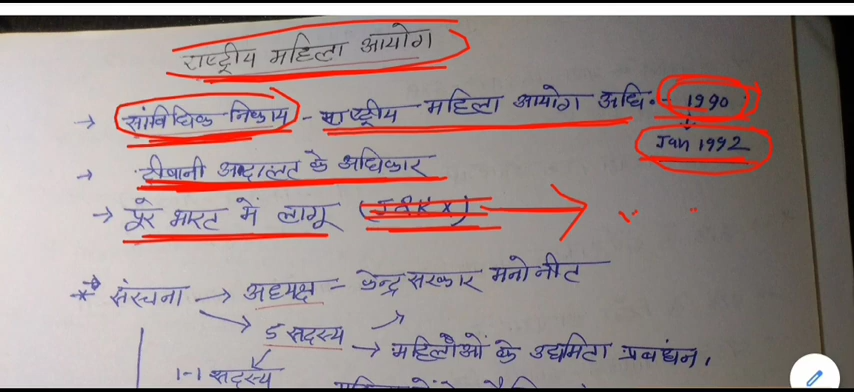 राष्ट्रीय महिला आयोग
→ सांविधिक निकाय - राष्ट्रीय महिला आयोग अधि. - 1990
Jan 1992
→ दीवानी अदालत के अधिकार
→ पूरे भारत में लागू (J&K X)
* संरचना → अध्यक्ष - केन्द्र सरकार मनोनीत
→ 5 सदस्य → महिलाओं के उद्यमिता प्रबंधन,
1-1 सदस्य